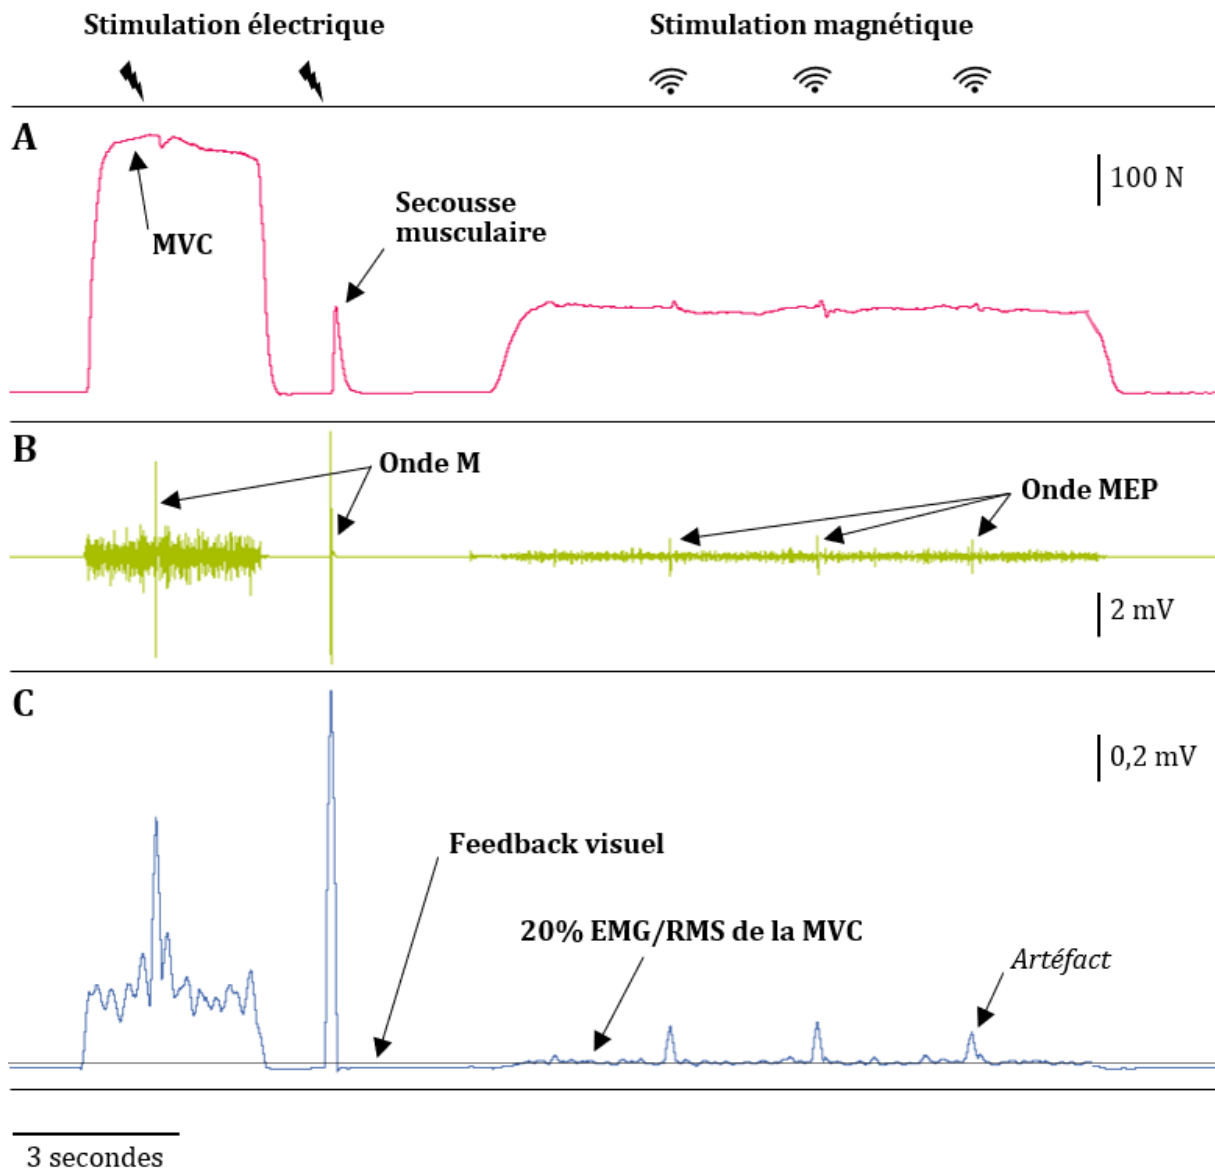 Stimulation électrique
Stimulation magnétique
A
100 N
MVC
Secousse
musculaire
B
Onde M
Onde MEP
2 mV
C
0,2 mV
Feedback visuel
20% EMG/RMS de la MVC
Artéfact
3 secondes